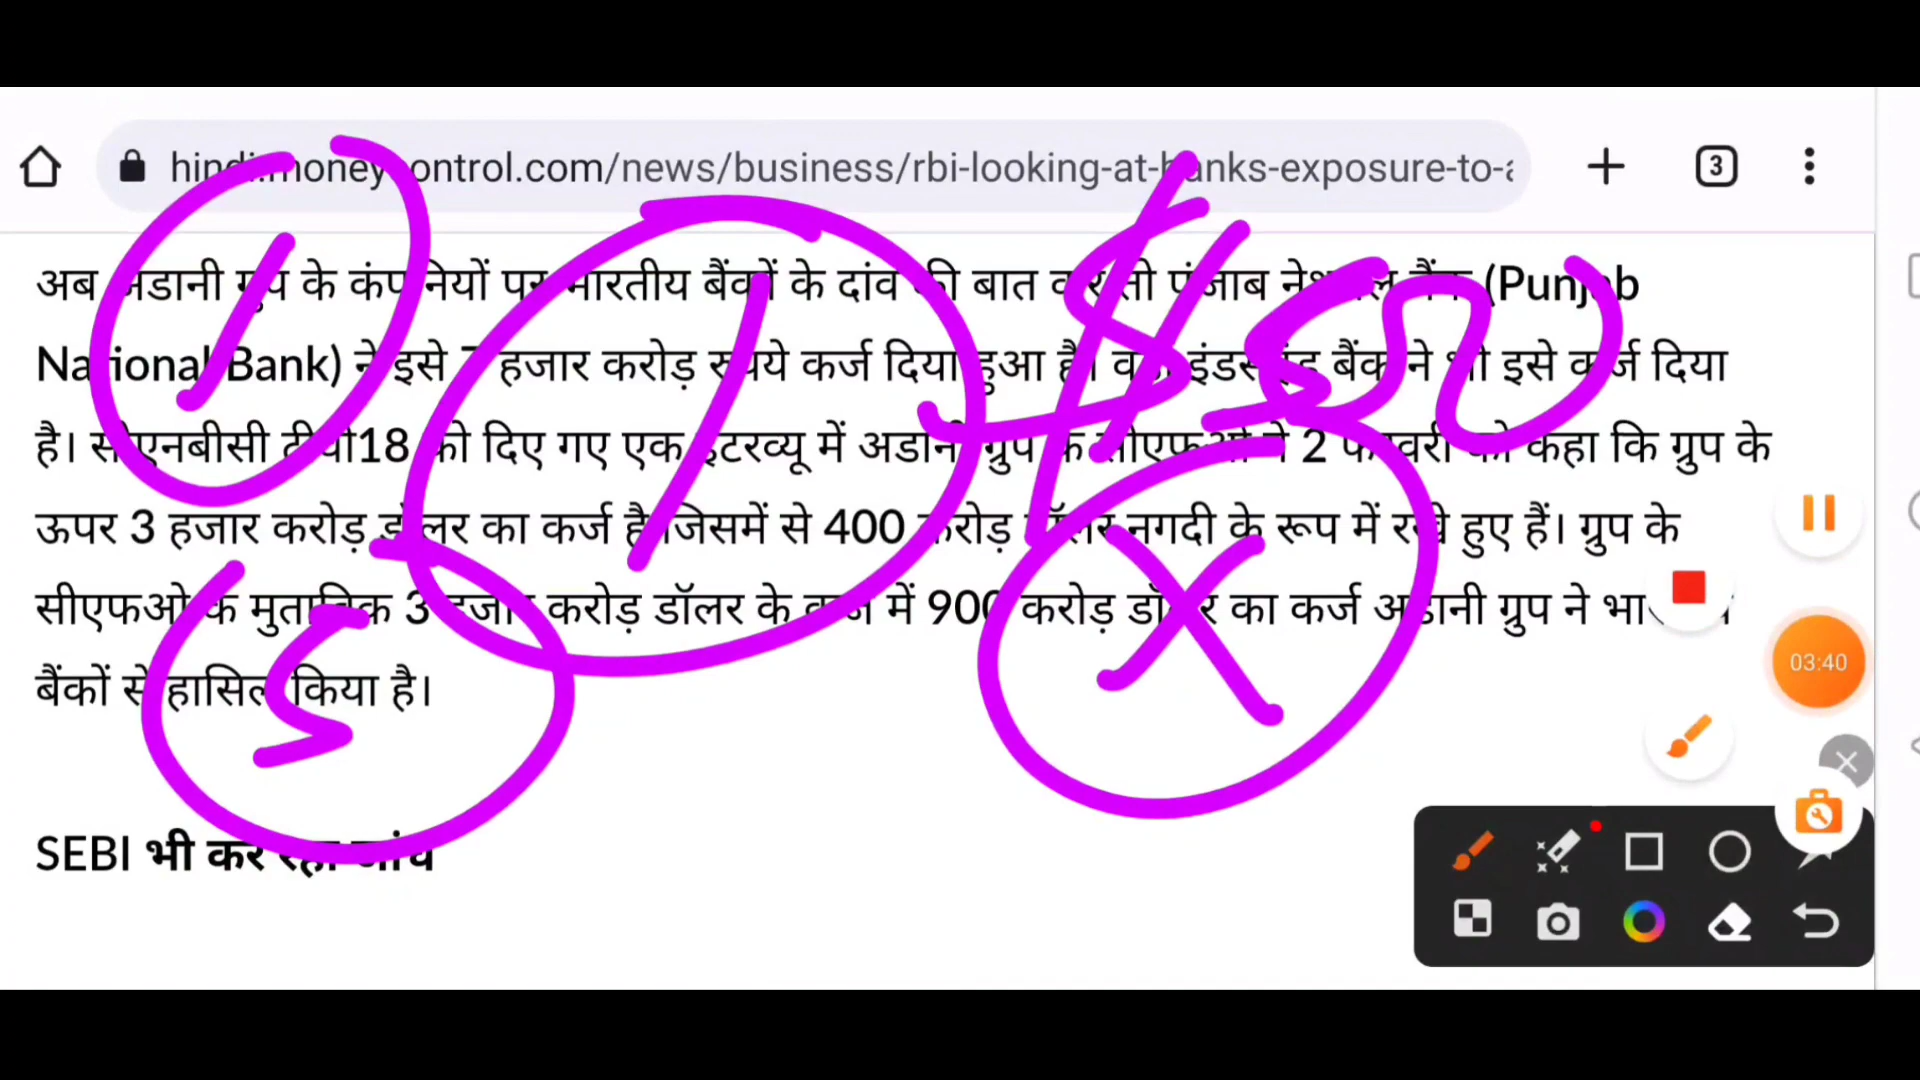 hindi.moneycontrol.com/news/business/rbi-looking-at-banks-exposure-to-a
3
अब अडानी ग्रुप के कंपनियों पर भारतीय बैंकों के दांव की बात करें तो पंजाब नेशनल बैंक (Punjab
National Bank) ने इसे 7 हजार करोड़ रुपये कर्ज दिया हुआ है। वहीं इंडसइंड बैंक ने भी इसे कर्ज दिया
है। सीएनबीसी टीवी18 को दिए गए एक इंटरव्यू में अडानी ग्रुप के सीएफओ ने 2 फरवरी को कहा कि ग्रुप के
ऊपर 3 हजार करोड़ डॉलर का कर्ज है जिसमें से 400 करोड़ डॉलर नगदी के रूप में रखे हुए हैं। ग्रुप के
सीएफओ के मुताबिक 3 हजार करोड़ डॉलर के कर्ज में 900 करोड़ डॉलर का कर्ज अडानी ग्रुप ने भारतीय
बैंकों से हासिल किया है।
03:40
SEBI भी कर रहा जांच